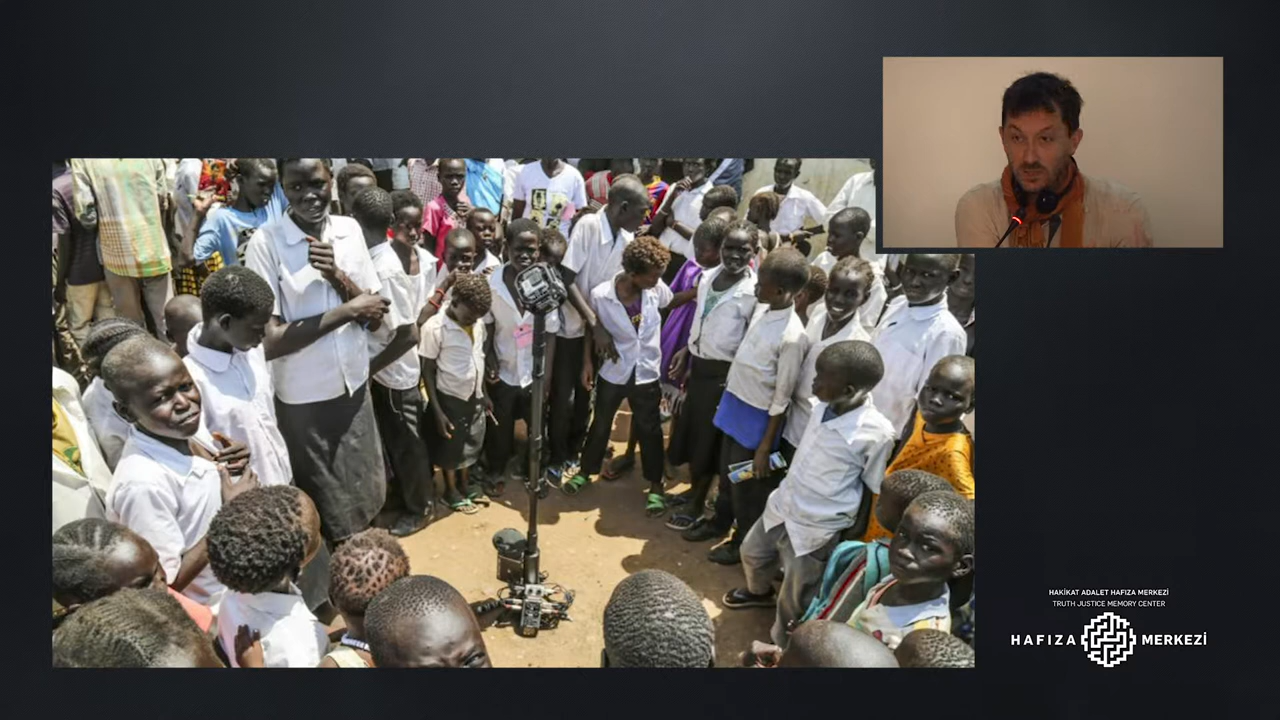 HAKİKAT ADALET HAFIZA MERKEZİ
TRUTH JUSTICE MEMORY CENTER
HAFIZA MERKEZİ